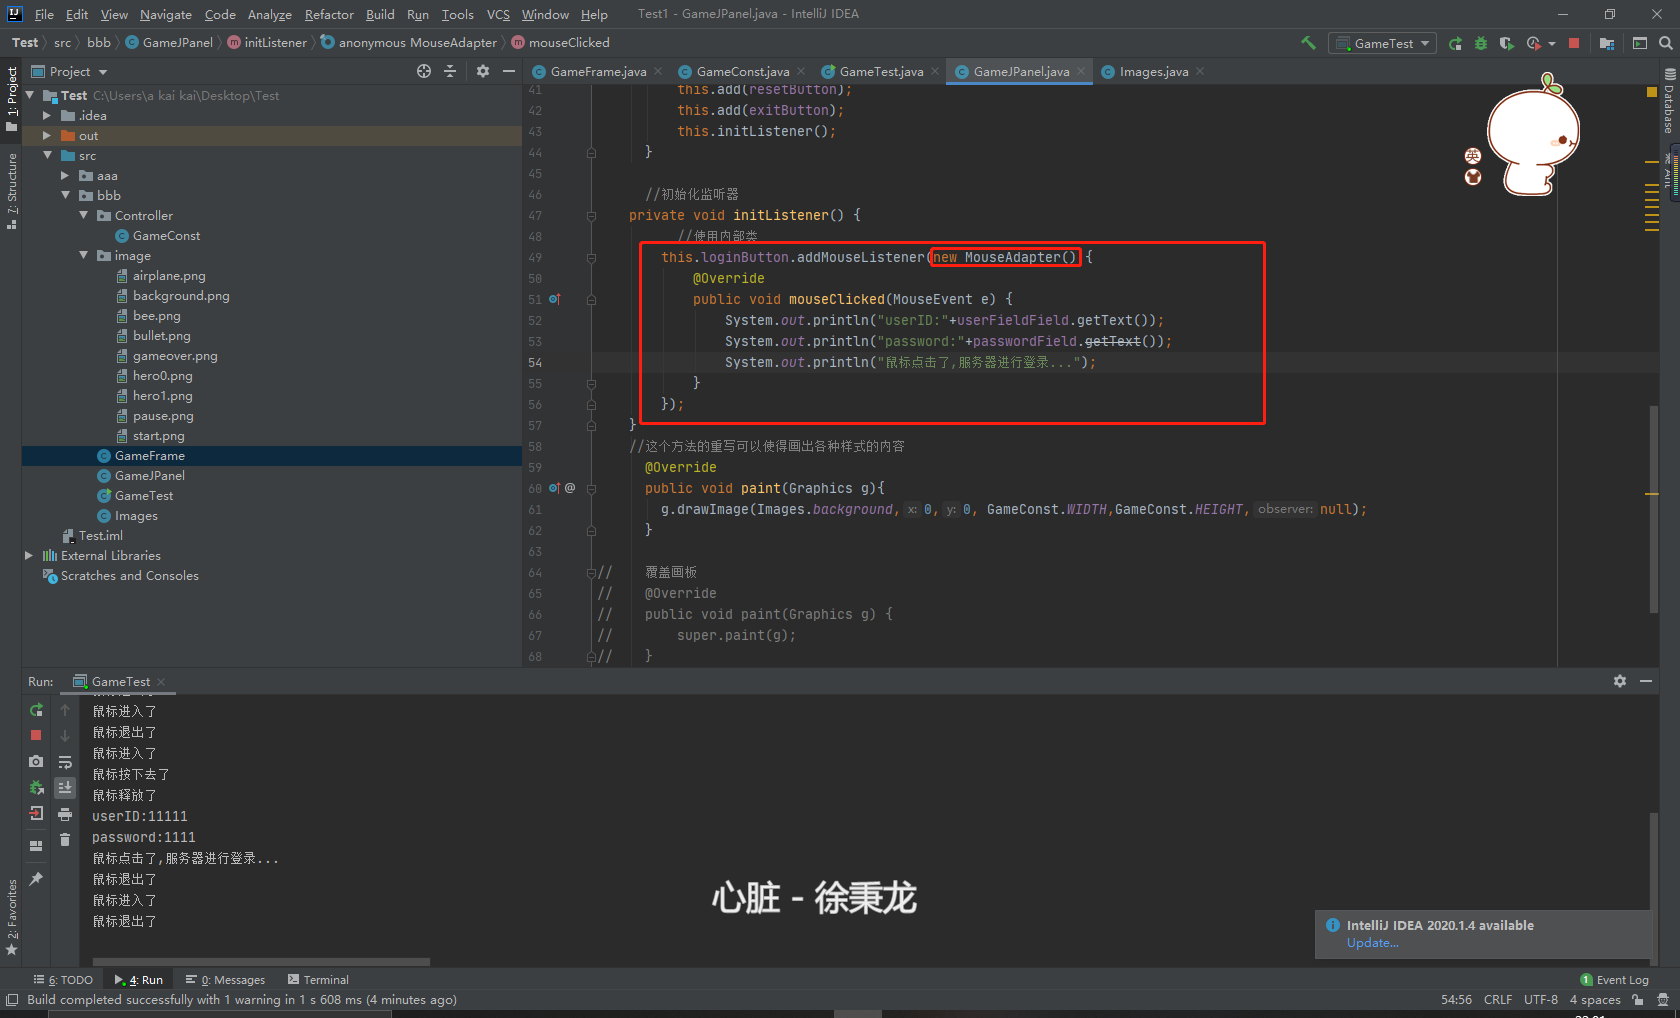 File Edit View Navigate Code Analyze Refactor Build Run Tools VCS Window Help Test1 - GameJPanel.java - IntelliJ IDEA
Test src bbb GameJPanel initListener anonymous MouseAdapter mouseClicked
GameTest
1: Project
7: Structure
2: Favorites
Project
Test C:\Users\a kai kai\Desktop\Test
.idea
out
src
aaa
bbb
Controller
GameConst
image
airplane.png
background.png
bee.png
bullet.png
gameover.png
hero0.png
hero1.png
pause.png
start.png
GameFrame
GameJPanel
GameTest
Images
Test.iml
External Libraries
Scratches and Consoles
GameFrame.java GameConst.java GameTest.java GameJPanel.java Images.java
41 this.add(resetButton);
42 this.add(exitButton);
43 this.initListener();
44 }
45
46 //初始化监听器
47 private void initListener() {
48 //使用内部类
49 this.loginButton.addMouseListener(new MouseAdapter() {
50 @Override
51 public void mouseClicked(MouseEvent e) {
52 System.out.println("userID:"+userFieldField.getText());
53 System.out.println("password:"+passwordField.getText());
54 System.out.println("鼠标点击了,服务器进行登录...");
55 }
56 });
57 }
58 //这个方法的重写可以使得画出各种样式的内容
59 @Override
60 @ public void paint(Graphics g){
61 g.drawImage(Images.background, x: 0, y: 0, GameConst.WIDTH,GameConst.HEIGHT, observer: null);
62 }
63
64 // 覆盖画板
65 // @Override
66 // public void paint(Graphics g) {
67 // super.paint(g);
68 // }
英
Database
Run: GameTest
鼠标进入了
鼠标退出了
鼠标进入了
鼠标按下去了
鼠标释放了
userID:11111
password:1111
鼠标点击了,服务器进行登录...
鼠标退出了
鼠标进入了
鼠标退出了
心脏 - 徐秉龙
IntelliJ IDEA 2020.1.4 available
Update...
6: TODO 4: Run 0: Messages Terminal 1 Event Log
Build completed successfully with 1 warning in 1 s 608 ms (4 minutes ago) 54:56 CRLF UTF-8 4 spaces